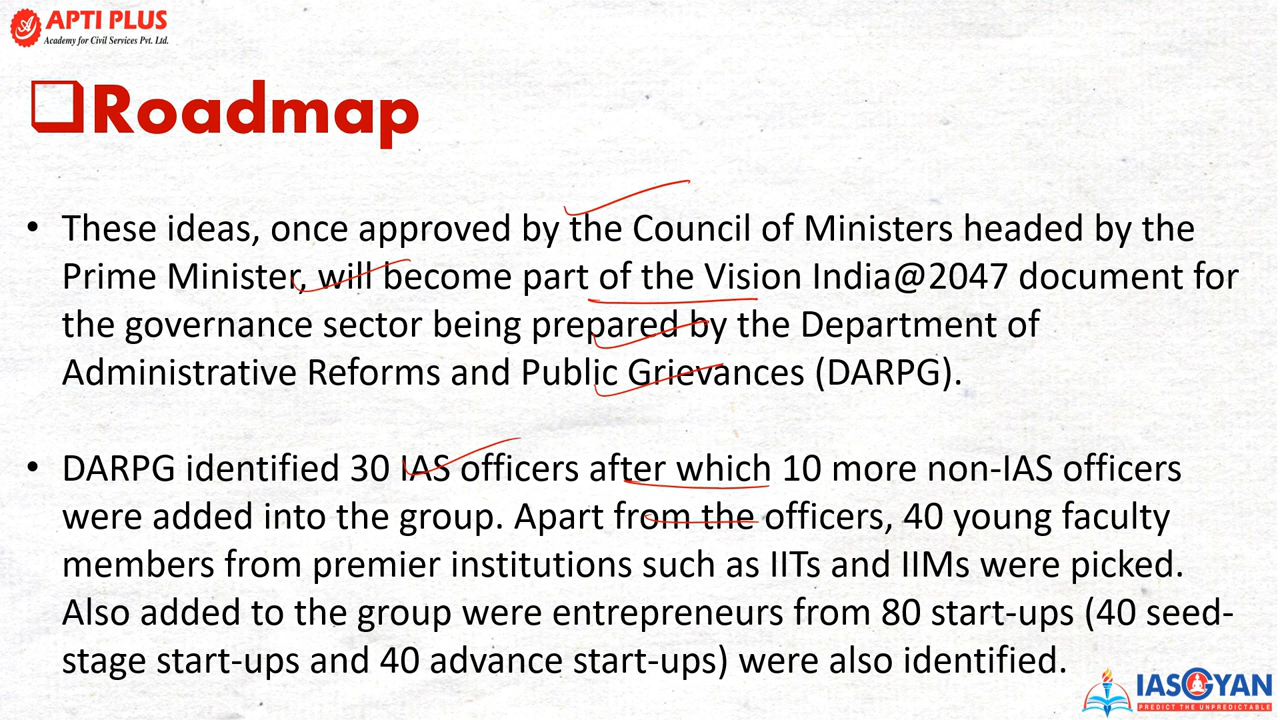 APTI PLUS
Academy for Civil Services Pvt. Ltd.
Roadmap
• These ideas, once approved by the Council of Ministers headed by the
Prime Minister, will become part of the Vision India@2047 document for
the governance sector being prepared by the Department of
Administrative Reforms and Public Grievances (DARPG).
• DARPG identified 30 IAS officers after which 10 more non-IAS officers
were added into the group. Apart from the officers, 40 young faculty
members from premier institutions such as IITs and IIMs were picked.
Also added to the group were entrepreneurs from 80 start-ups (40 seed-
stage start-ups and 40 advance start-ups) were also identified.
IASGYAN
PREDICT THE UNPREDICTABLE